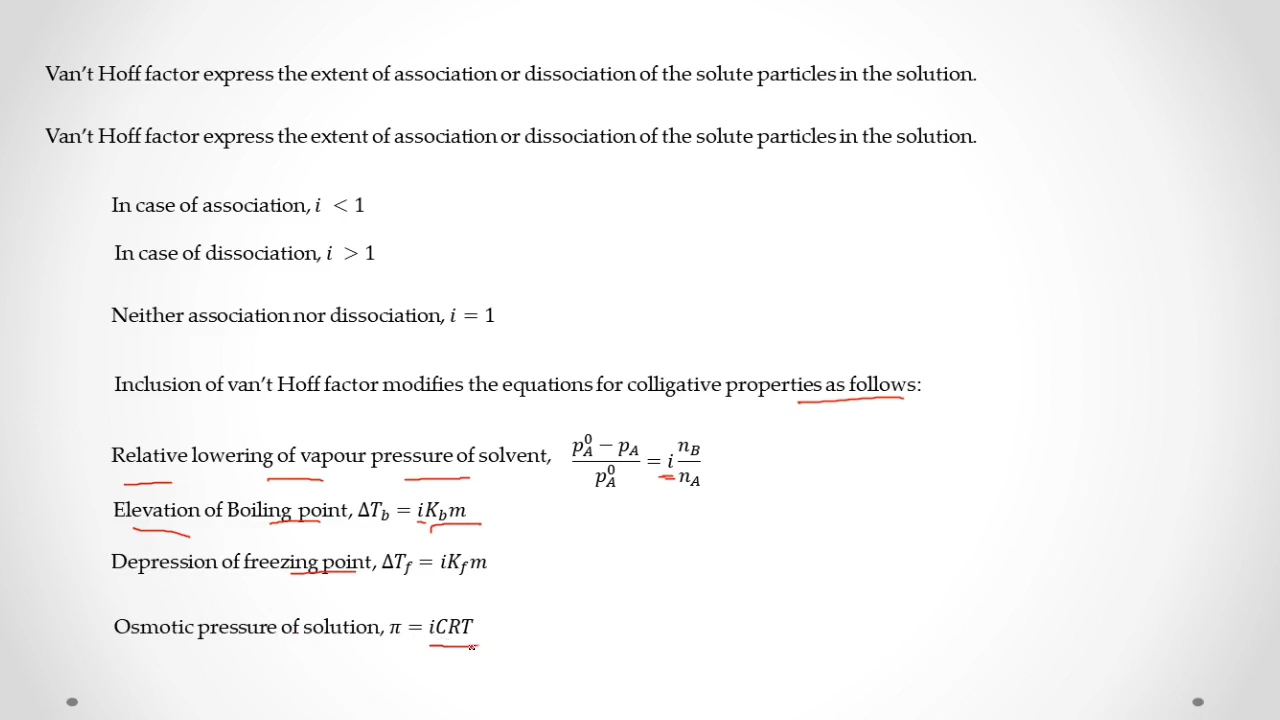 Van't Hoff factor express the extent of association or dissociation of the solute particles in the solution.
Van't Hoff factor express the extent of association or dissociation of the solute particles in the solution.
In case of association, i < 1
In case of dissociation, i > 1
Neither association nor dissociation, i = 1
Inclusion of van't Hoff factor modifies the equations for colligative properties as follows:
Relative lowering of vapour pressure of solvent, \frac{p_A^0 - p_A}{p_A^0} = i\frac{n_B}{n_A}
Elevation of Boiling point, ΔT_b = iK_bm
Depression of freezing point, ΔT_f = iK_fm
Osmotic pressure of solution, π = iCRT